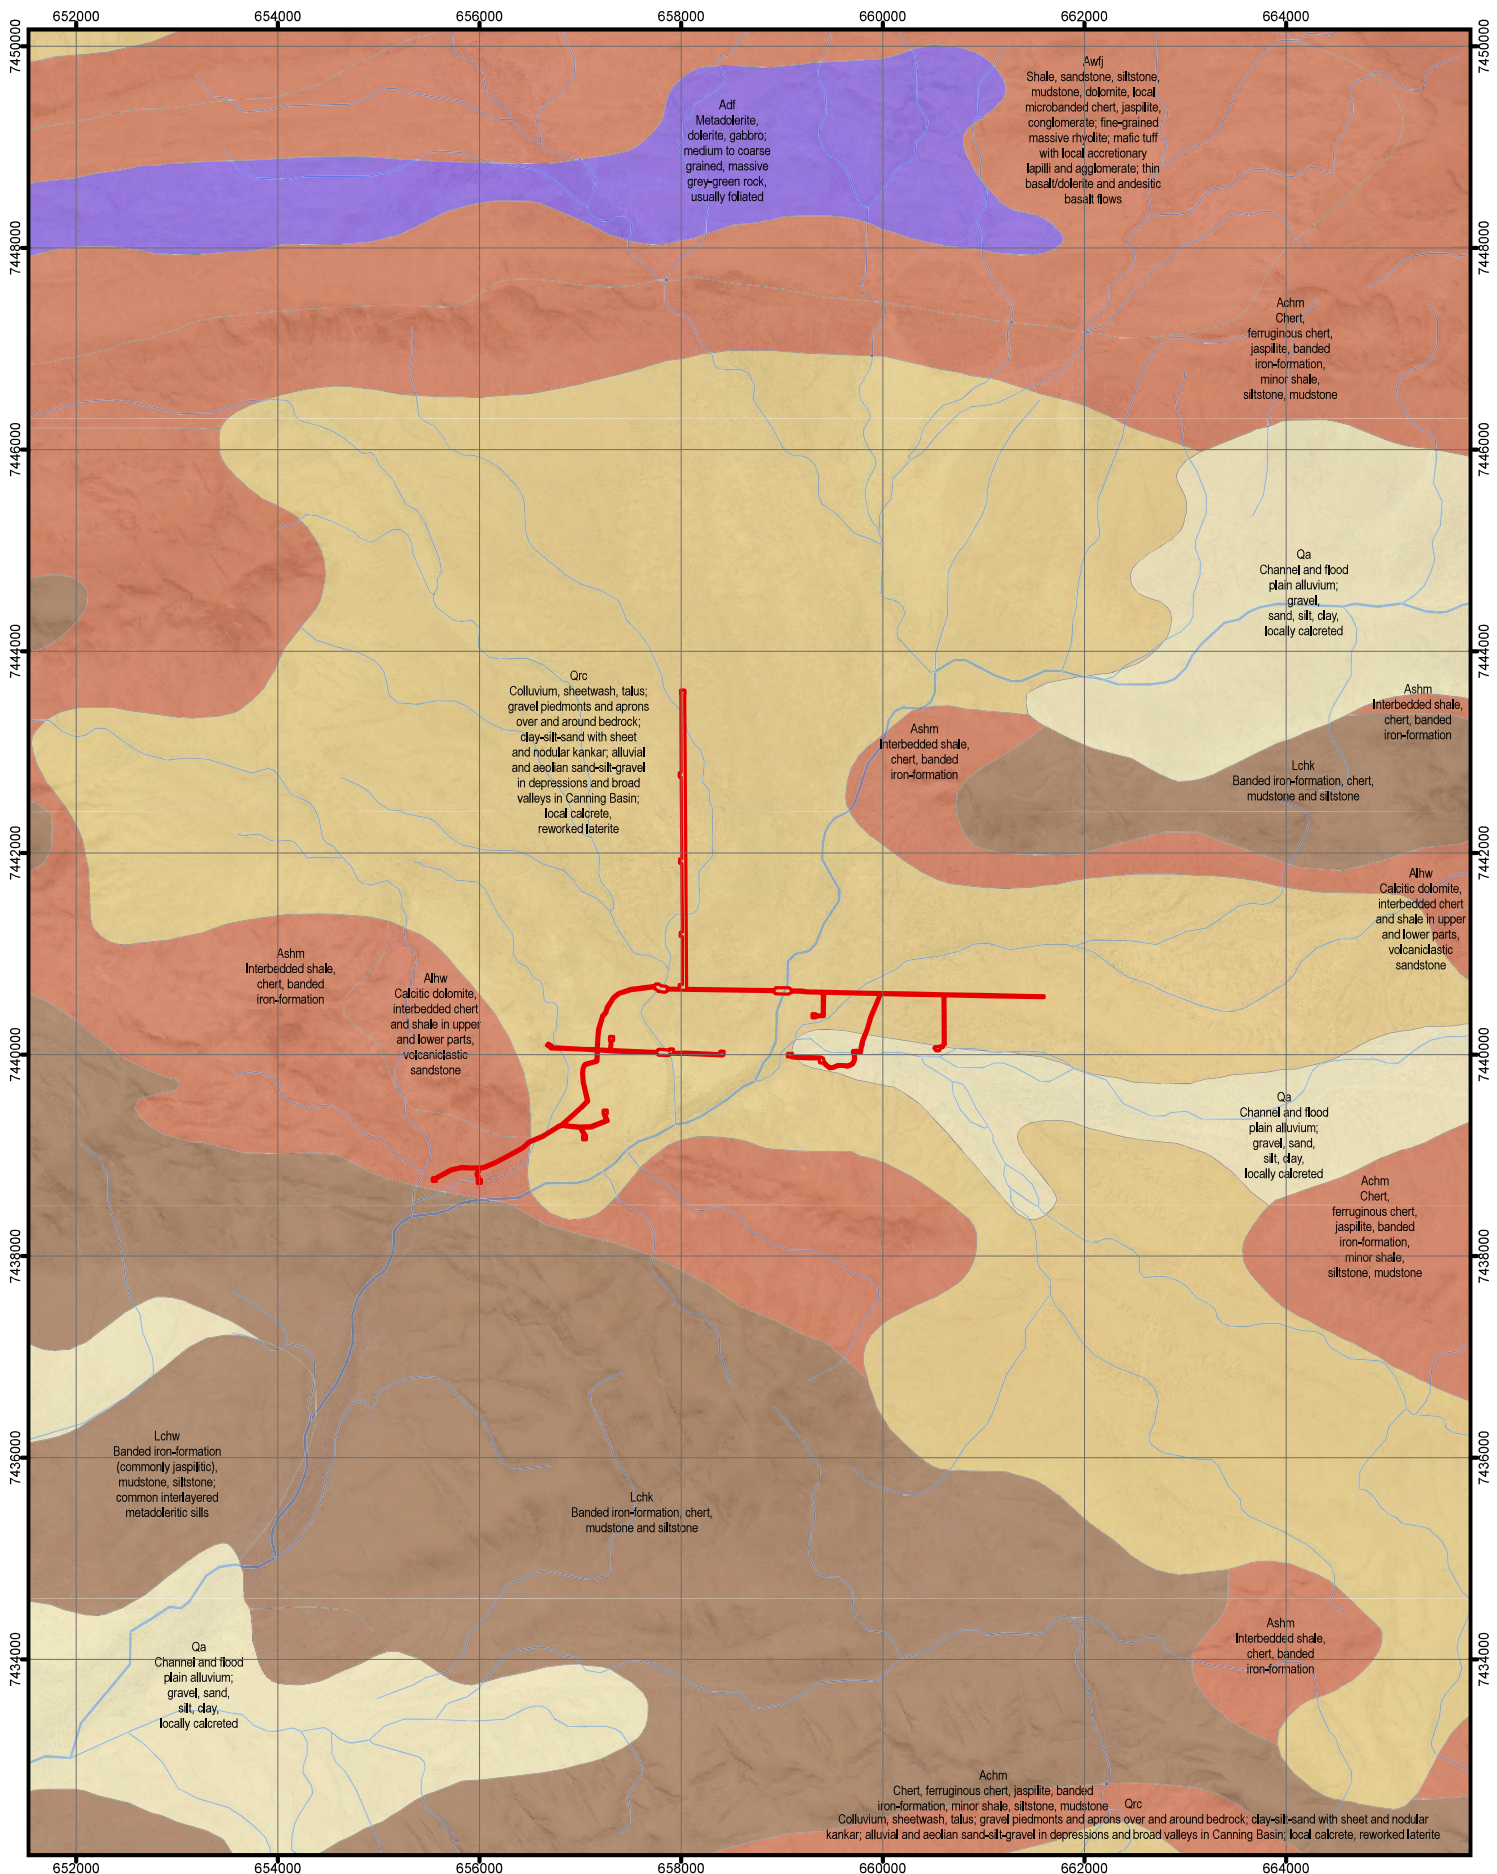 652000 654000 656000 658000 660000 662000 664000
7450000
7450000
Awfj
Shale, sandstone, siltstone,
mudstone, dolomite, local
microbanded chert, jaspilite,
conglomerate; fine-grained
massive rhyolite; mafic tuff
with local accretionary
lapilli and agglomerate; thin
basalt/dolerite and andesitic
basalt flows
Adf
Metadolerite,
dolerite, gabbro;
medium to coarse
grained, massive
grey-green rock,
usually foliated
7448000
7448000
Achm
Chert,
ferruginous chert,
jaspilite, banded
iron-formation,
minor shale,
siltstone, mudstone
7446000
7446000
Qa
Channel and flood
plain alluvium;
gravel,
sand, silt, clay,
locally calcreted
7444000
7444000
Qrc
Colluvium, sheetwash, talus;
gravel piedmonts and aprons
over and around bedrock;
clay-silt-sand with sheet
and nodular kankar; alluvial
and aeolian sand-silt-gravel
in depressions and broad
valleys in Canning Basin;
local calcrete,
reworked laterite
Ashm
Interbedded shale,
chert, banded
iron-formation
Ashm
Interbedded shale,
chert, banded
iron-formation
Lchk
Banded iron-formation, chert,
mudstone and siltstone
7442000
7442000
Alhw
Calcitic dolomite,
interbedded chert
and shale in upper
and lower parts,
volcaniclastic
sandstone
Ashm
Interbedded shale,
chert, banded
iron-formation
Alhw
Calcitic dolomite,
interbedded chert
and shale in upper
and lower parts,
volcaniclastic
sandstone
7440000
7440000
Qa
Channel and flood
plain alluvium;
gravel, sand,
silt, clay,
locally calcreted
Achm
Chert,
ferruginous chert,
jaspilite, banded
iron-formation,
minor shale,
siltstone, mudstone
7438000
7438000
Lchw
Banded iron-formation
(commonly jaspilitic),
mudstone, siltstone;
common interlayered
metadoleritic sills
7436000
7436000
Lchk
Banded iron-formation, chert,
mudstone and siltstone
Ashm
Interbedded shale,
chert, banded
iron-formation
7434000
7434000
Qa
Channel and flood
plain alluvium;
gravel, sand,
silt, clay,
locally calcreted
Achm
Chert, ferruginous chert, jaspilite, banded
iron-formation, minor shale, siltstone, mudstone
Qrc
Colluvium, sheetwash, talus; gravel piedmonts and aprons over and around bedrock; clay-silt-sand with sheet and nodular
kankar; alluvial and aeolian sand-silt-gravel in depressions and broad valleys in Canning Basin; local calcrete, reworked laterite
652000 654000 656000 658000 660000 662000 664000